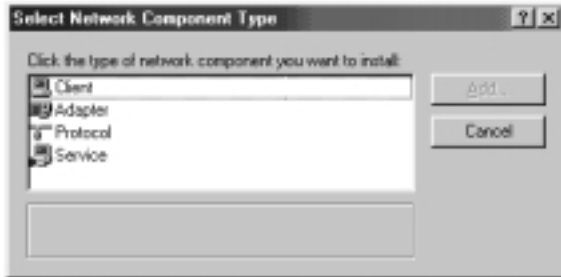 Select Network Component Type
Click the type of network component you want to install:
Client
Add...
Adapter
Protocol
Cancel
Service